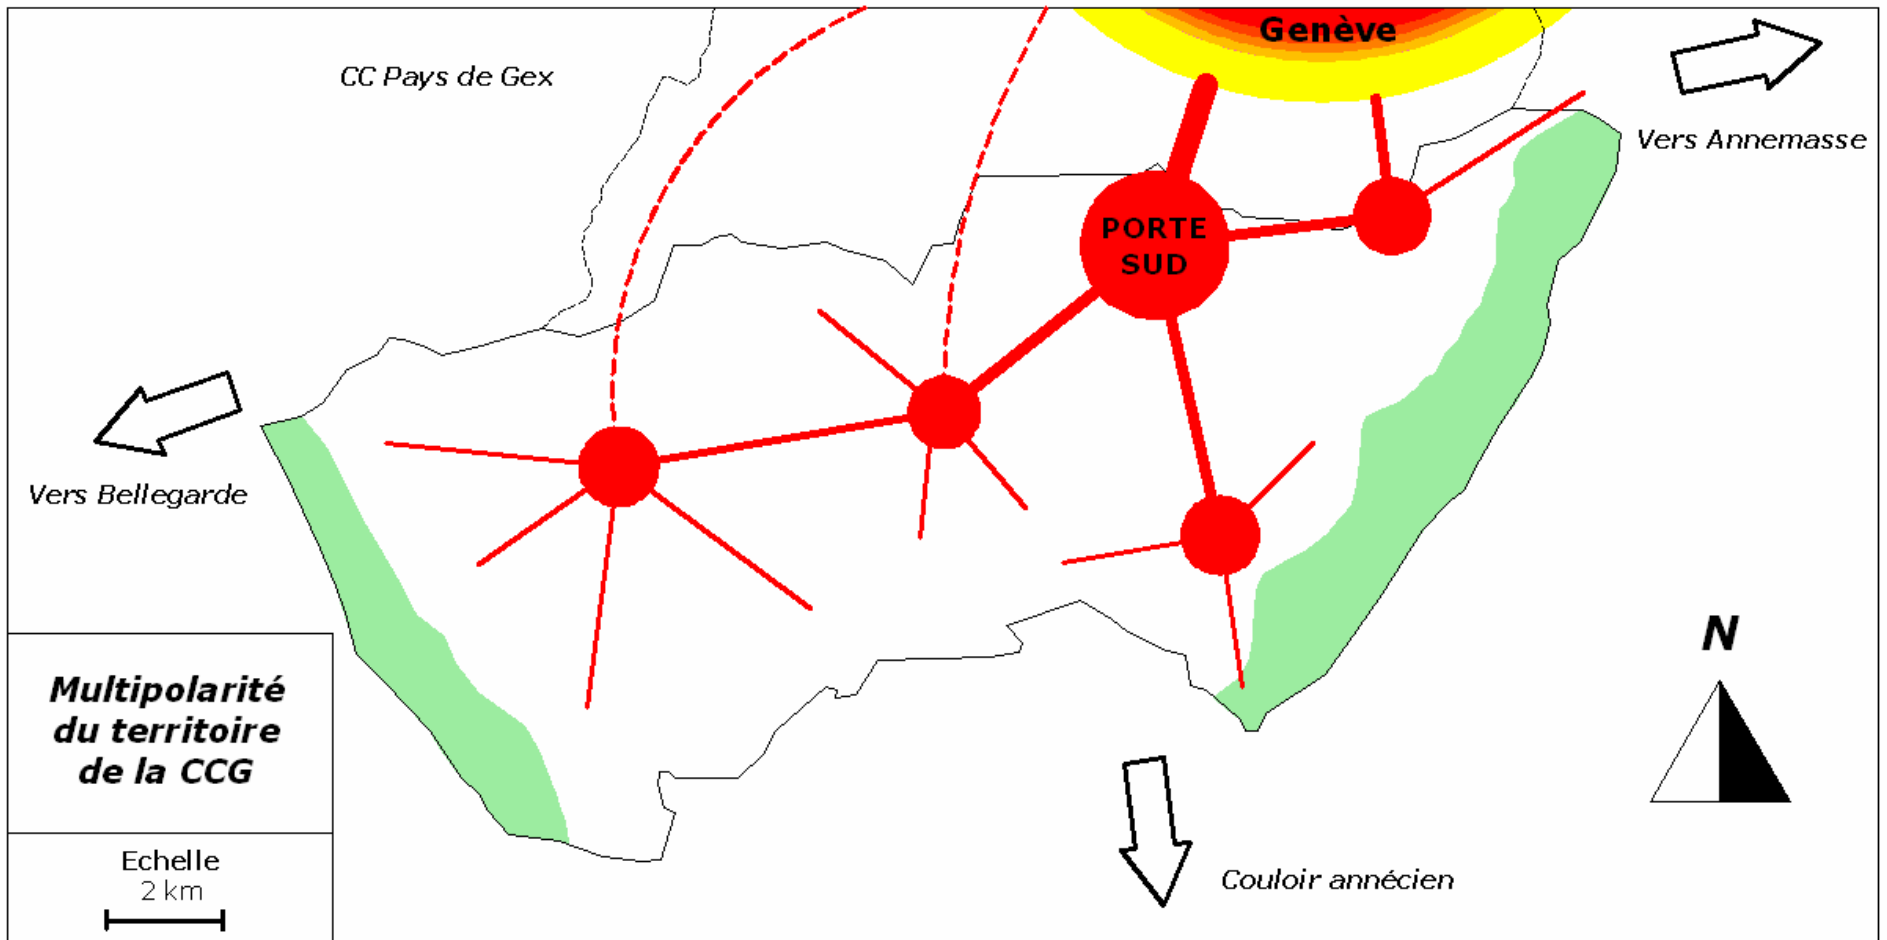 Genève
CC Pays de Gex
Vers Annemasse
PORTE
SUD
Vers Bellegarde
N
Multipolarité
du territoire
de la CCG
Echelle
2 km
Couloir annécien